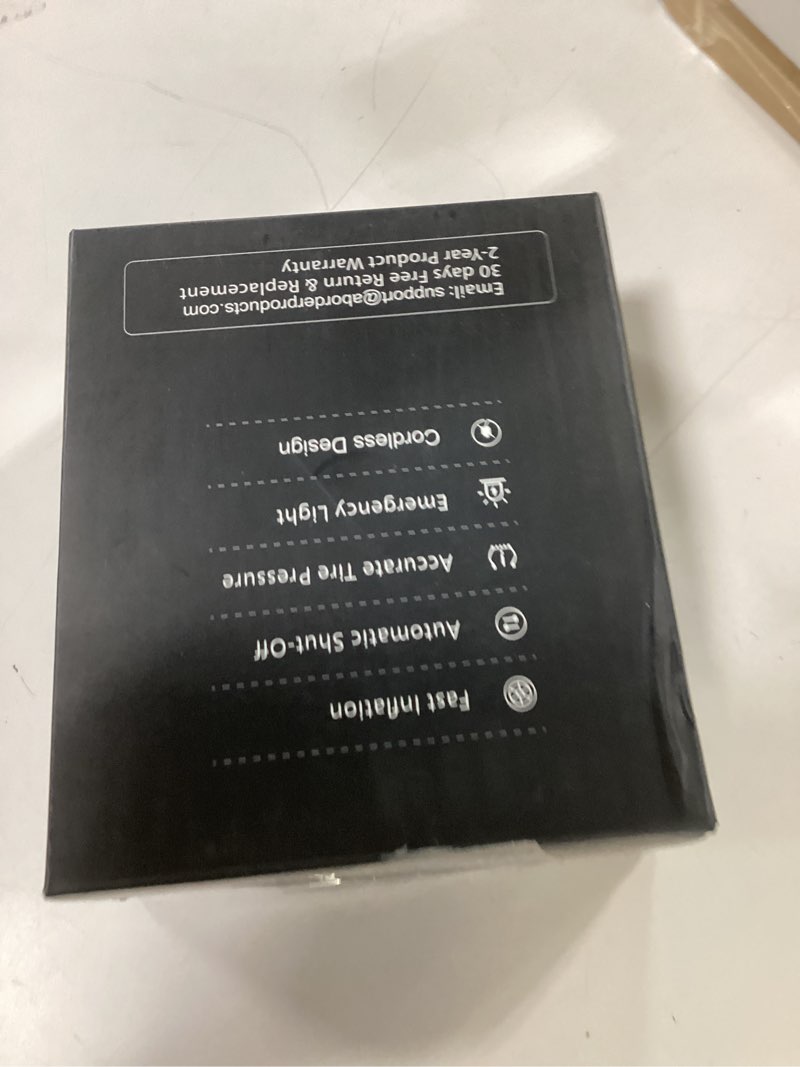 Fast Inflation
Automatic Shut-Off
Accurate Tire Pressure
Emergency Light
Cordless Design
Email: support@aborderproducts.com
30 days Free Return & Replacement
2-Year Product Warranty